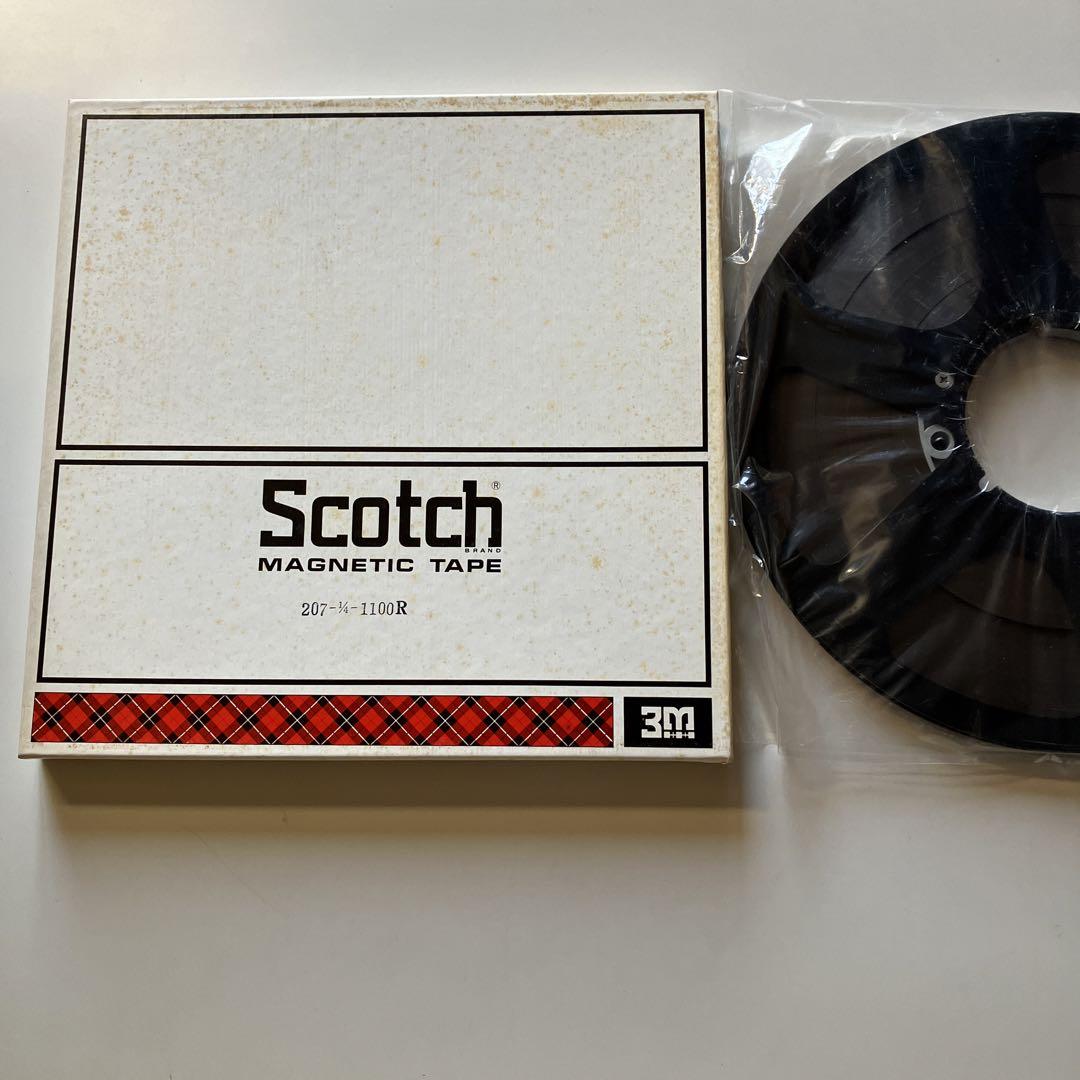 Scotch®
BRAND
MAGNETIC TAPE
207-¼-1100R
3M